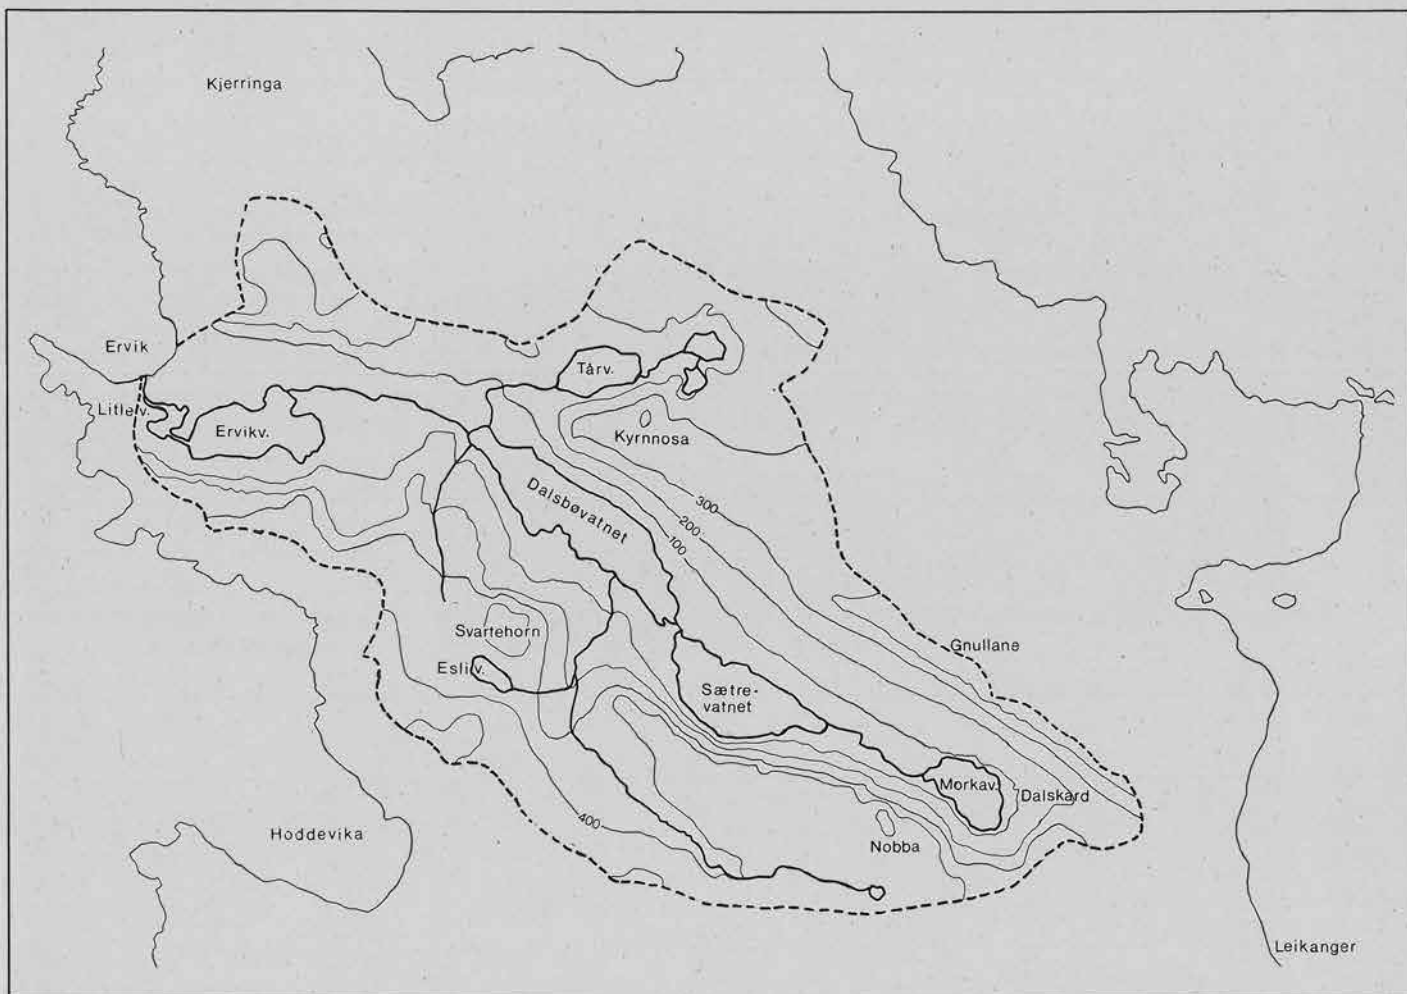 Kjerringa
Ervik
Tårv.
Litlev.
Ervikv.
Kyrnnosa
Dalsbøvatnet
300
200
100
Svartehorn
Gnullane
Esliv.
Sætre-
vatnet
Morkav.
Dalskard
400
Hoddevika
Nobba
Leikanger